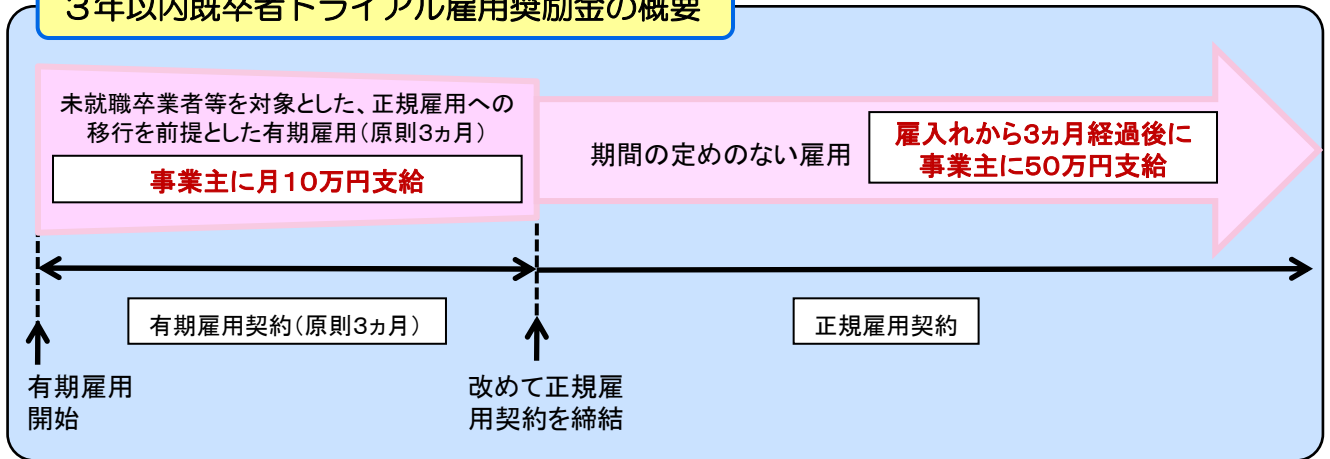 ３年以内既卒者トライアル雇用奨励金の概要
未就職卒業者等を対象とした、正規雇用への
移行を前提とした有期雇用（原則３ヵ月）
事業主に月１０万円支給
期間の定めのない雇用
雇入れから３ヵ月経過後に
事業主に５０万円支給
有期雇用契約（原則３ヵ月）
正規雇用契約
有期雇用
開始
改めて正規雇
用契約を締結